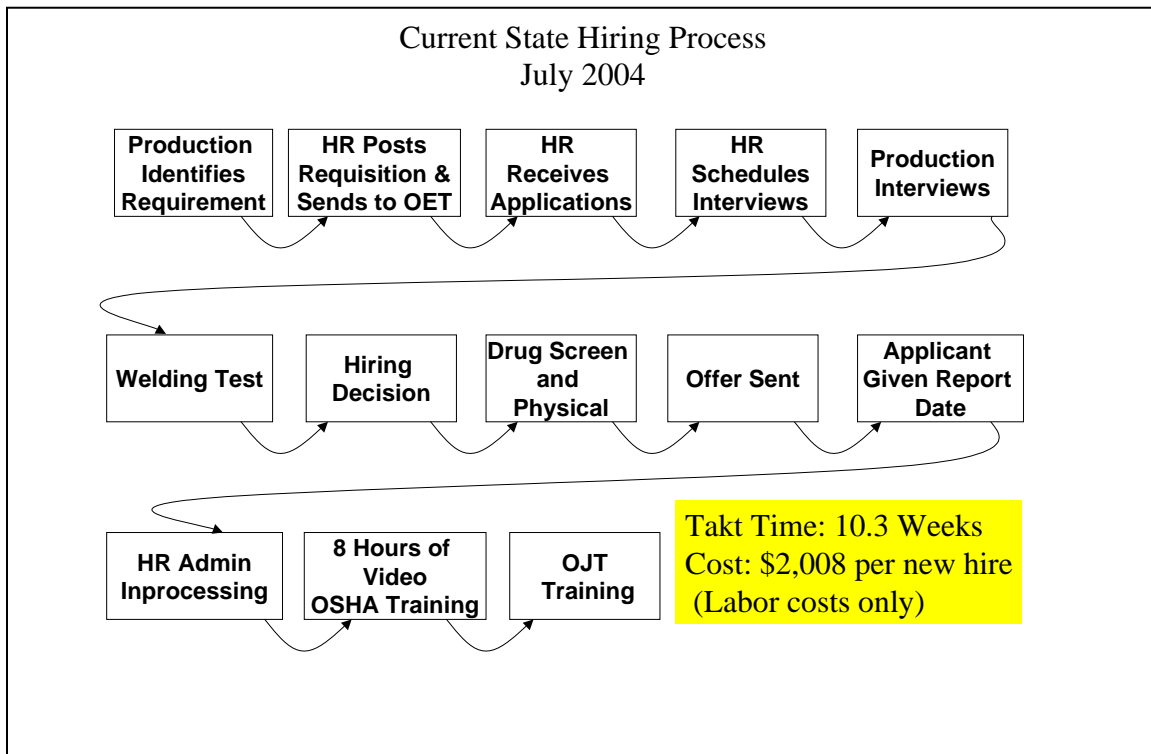 Current State Hiring Process
July 2004
Production
Identifies
Requirement
HR Posts
Requisition &
Sends to OET
HR
Receives
Applications
HR
Schedules
Interviews
Production
Interviews
Welding Test
Hiring
Decision
Drug Screen
and
Physical
Offer Sent
Applicant
Given Report
Date
HR Admin
Inprocessing
8 Hours of
Video
OSHA Training
OJT
Training
Takt Time: 10.3 Weeks
Cost: $2,008 per new hire
(Labor costs only)